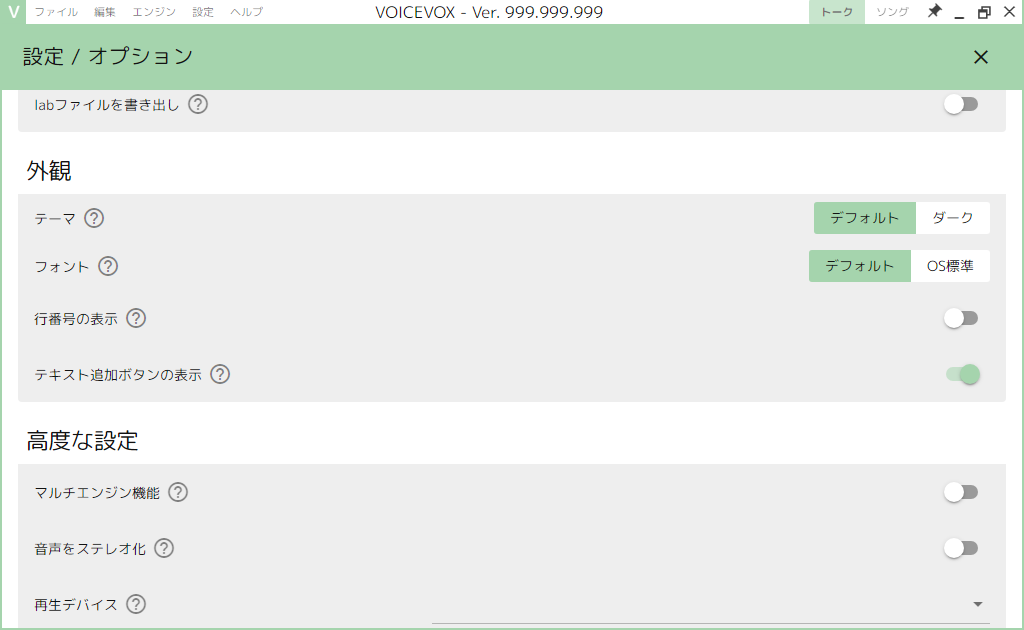 V ファイル 編集 エンジン 設定 ヘルプ VOICEVOX - Ver. 999.999.999 トーク ソング
設定 / オプション
labファイルを書き出し ?
外観
テーマ ? デフォルト ダーク
フォント ? デフォルト OS標準
行番号の表示 ?
テキスト追加ボタンの表示 ?
高度な設定
マルチエンジン機能 ?
音声をステレオ化 ?
再生デバイス ?